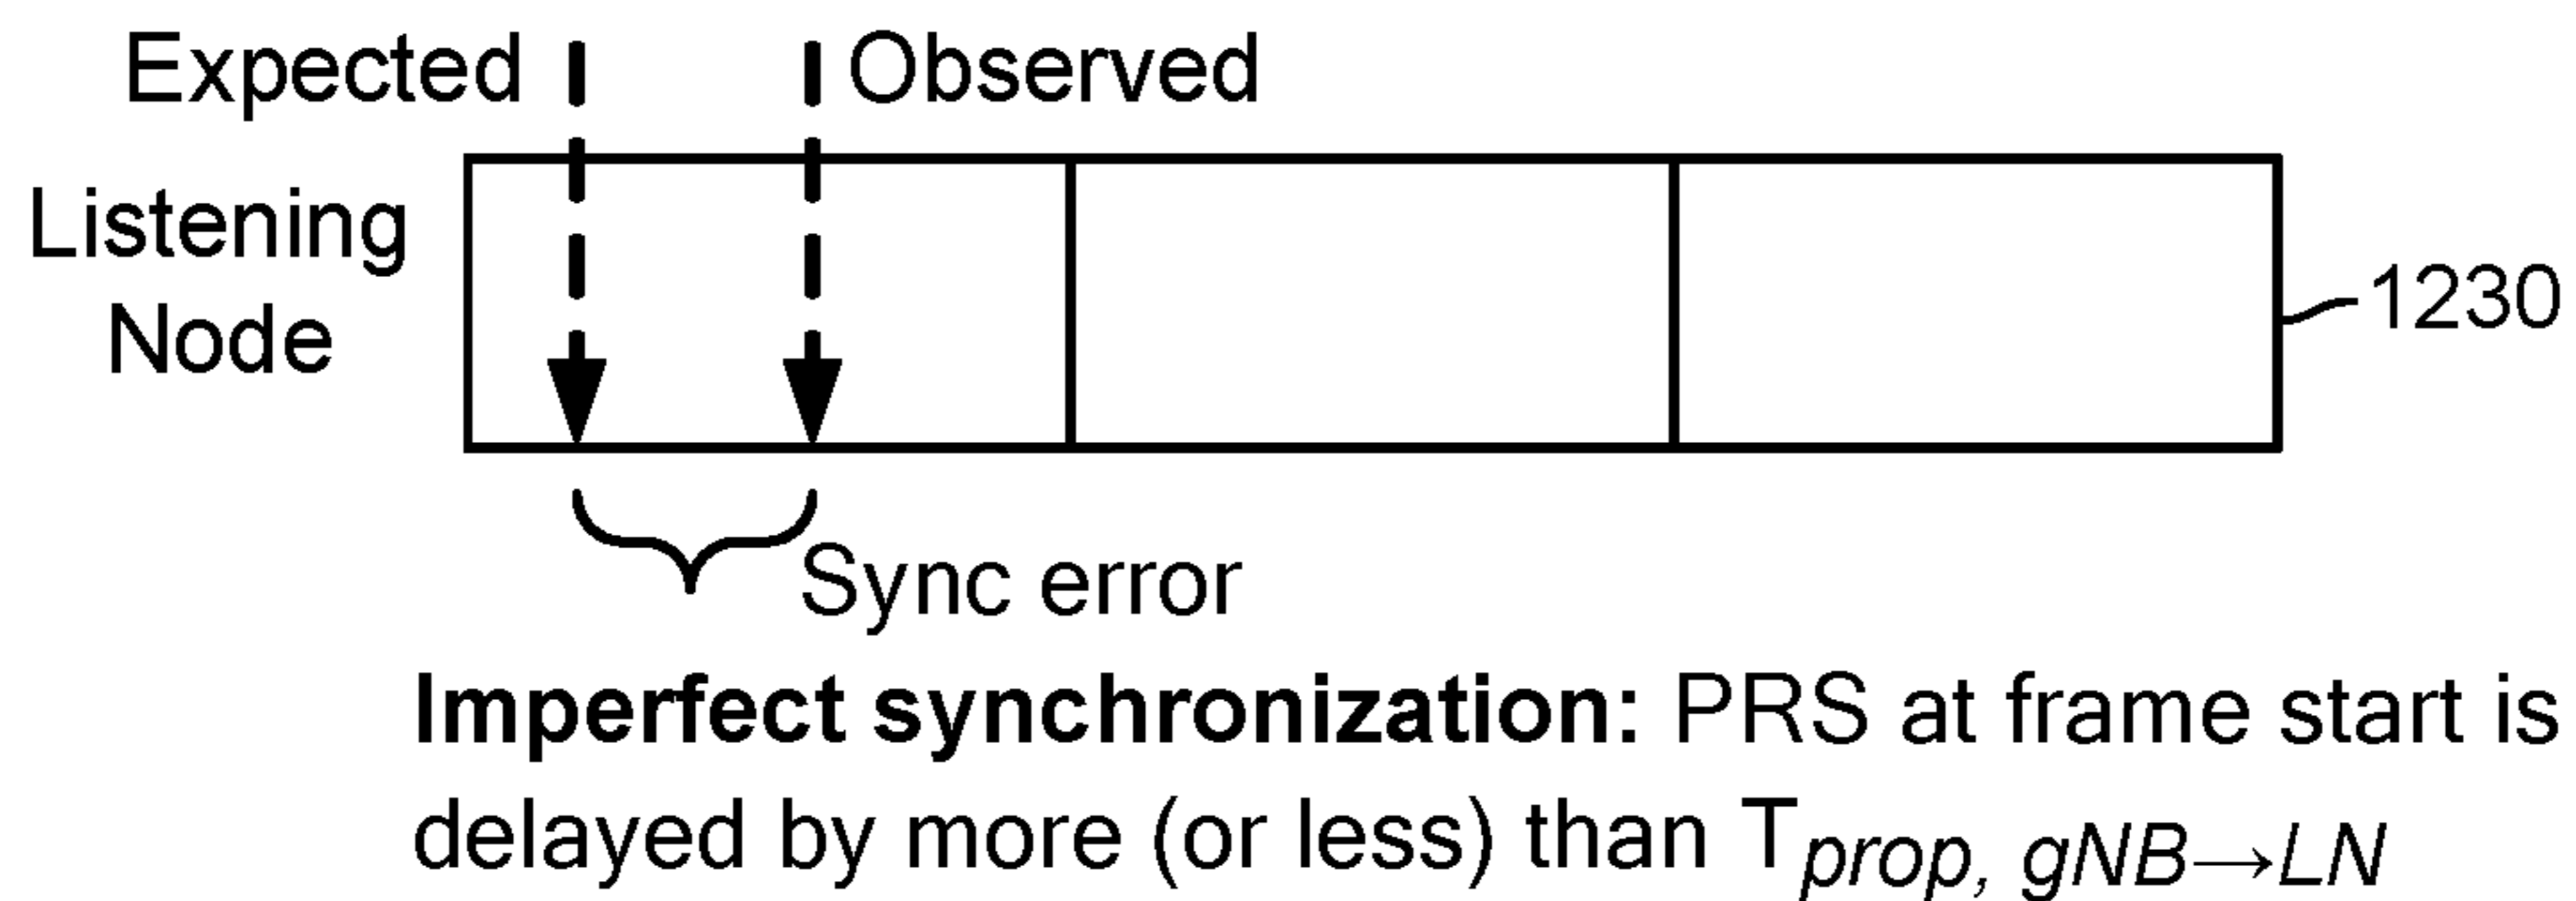 Expected
Observed
Listening
Node
1230
Sync error
Imperfect synchronization: PRS at frame start is
delayed by more (or less) than Tprop, gNB→LN